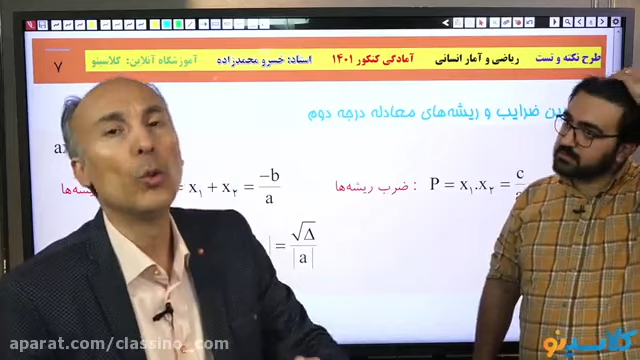 طرح نکته و تست ریاضی و آمار انسانی آمادگی کنکور ۱۴۰۱ استاد: خسرو محمدزاده آموزشگاه آنلاین: کلاسینو ۷
ضرایب و ریشه‌های معادله درجه دوم
ax
= x₁ + x₂ = −b/a
ضرب ریشه‌ها : P = x₁.x₂ = c
| = √Δ / |a|
aparat.com/classino_com
کلاسینو